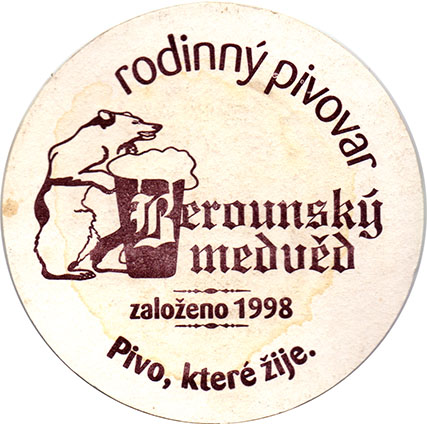 rodinný pivovar
Berounský
medvěd
založeno 1998
Pivo, které žije.